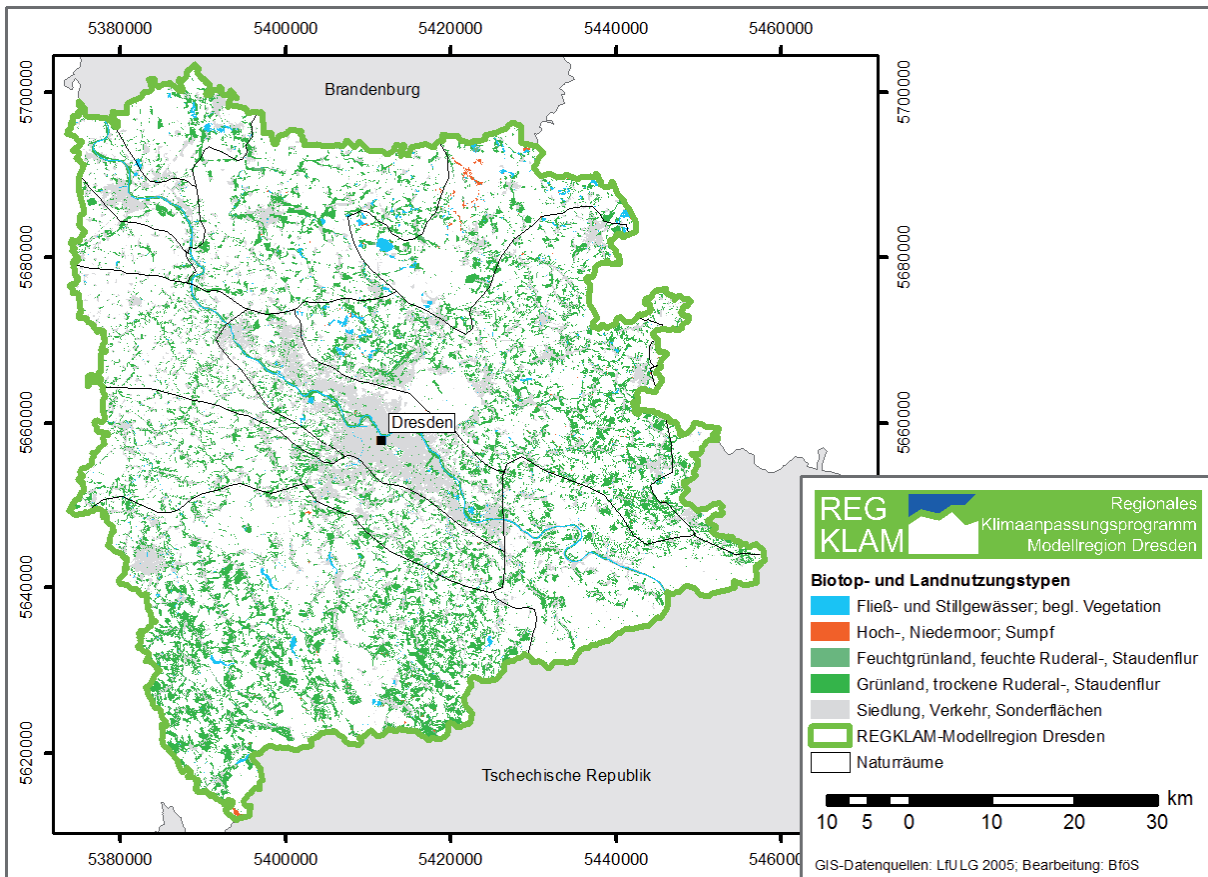 5380000 5400000 5420000 5440000 5460000
5700000
5700000
Brandenburg
5680000
5680000
5660000
5660000
Dresden
5640000
5620000
Tschechische Republik
5380000 5400000 5420000 5440000 5460000
REG
KLAM
Regionales
Klimaanpassungsprogramm
Modellregion Dresden
Biotop- und Landnutzungstypen
Fließ- und Stillgewässer; begl. Vegetation
Hoch-, Niedermoor; Sumpf
Feuchtgrünland, feuchte Ruderal-, Staudenflur
Grünland, trockene Ruderal-, Staudenflur
Siedlung, Verkehr, Sonderflächen
REGKLAM-Modellregion Dresden
Naturräume
km
10 5 0 10 20 30
GIS-Datenquellen: LfULG 2005; Bearbeitung: BföS